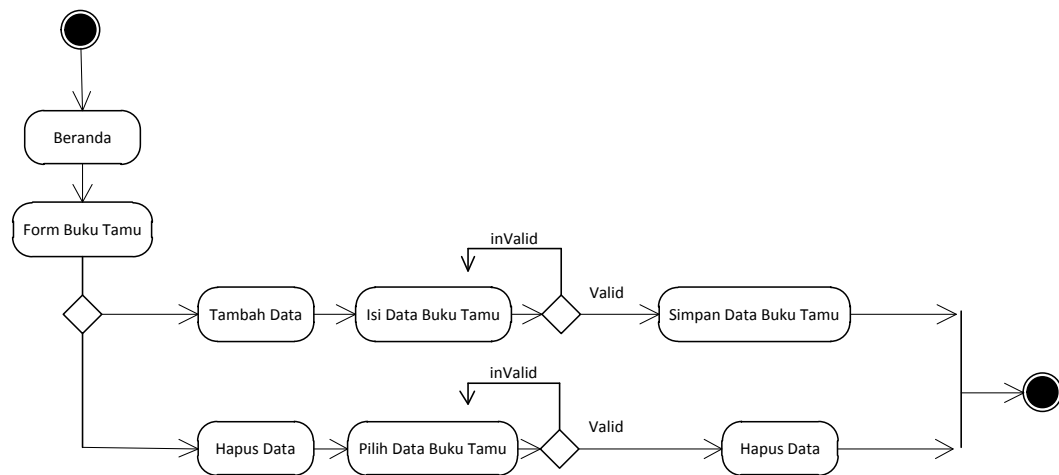 Beranda
Form Buku Tamu
inValid
Tambah Data
Isi Data Buku Tamu
Valid
Simpan Data Buku Tamu
inValid
Hapus Data
Pilih Data Buku Tamu
Valid
Hapus Data